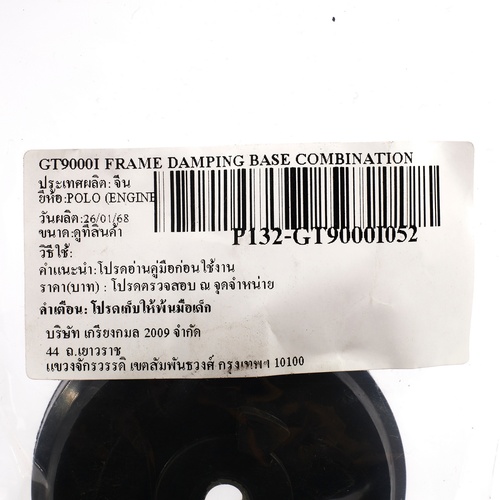 GT9000I FRAME DAMPING BASE COMBINATION
ประเทศผลิต: จีน
ยี่ห้อ:POLO (ENGINE
วันผลิต:26/01/68
ขนาด:ดูที่สินค้า
P132-GT9000I052
วิธีใช้:
คำแนะนำ:โปรดอ่านคู่มือก่อนใช้งาน
ราคา(บาท) : โปรดตรวจสอบ ณ จุดจำหน่าย
คำเตือน: โปรดเก็บให้พ้นมือเด็ก
บริษัท เกรียงกมล 2009 จำกัด
44 ถ.เยาวราช
แขวงจักรวรรดิ เขตสัมพันธวงศ์ กรุงเทพฯ 10100